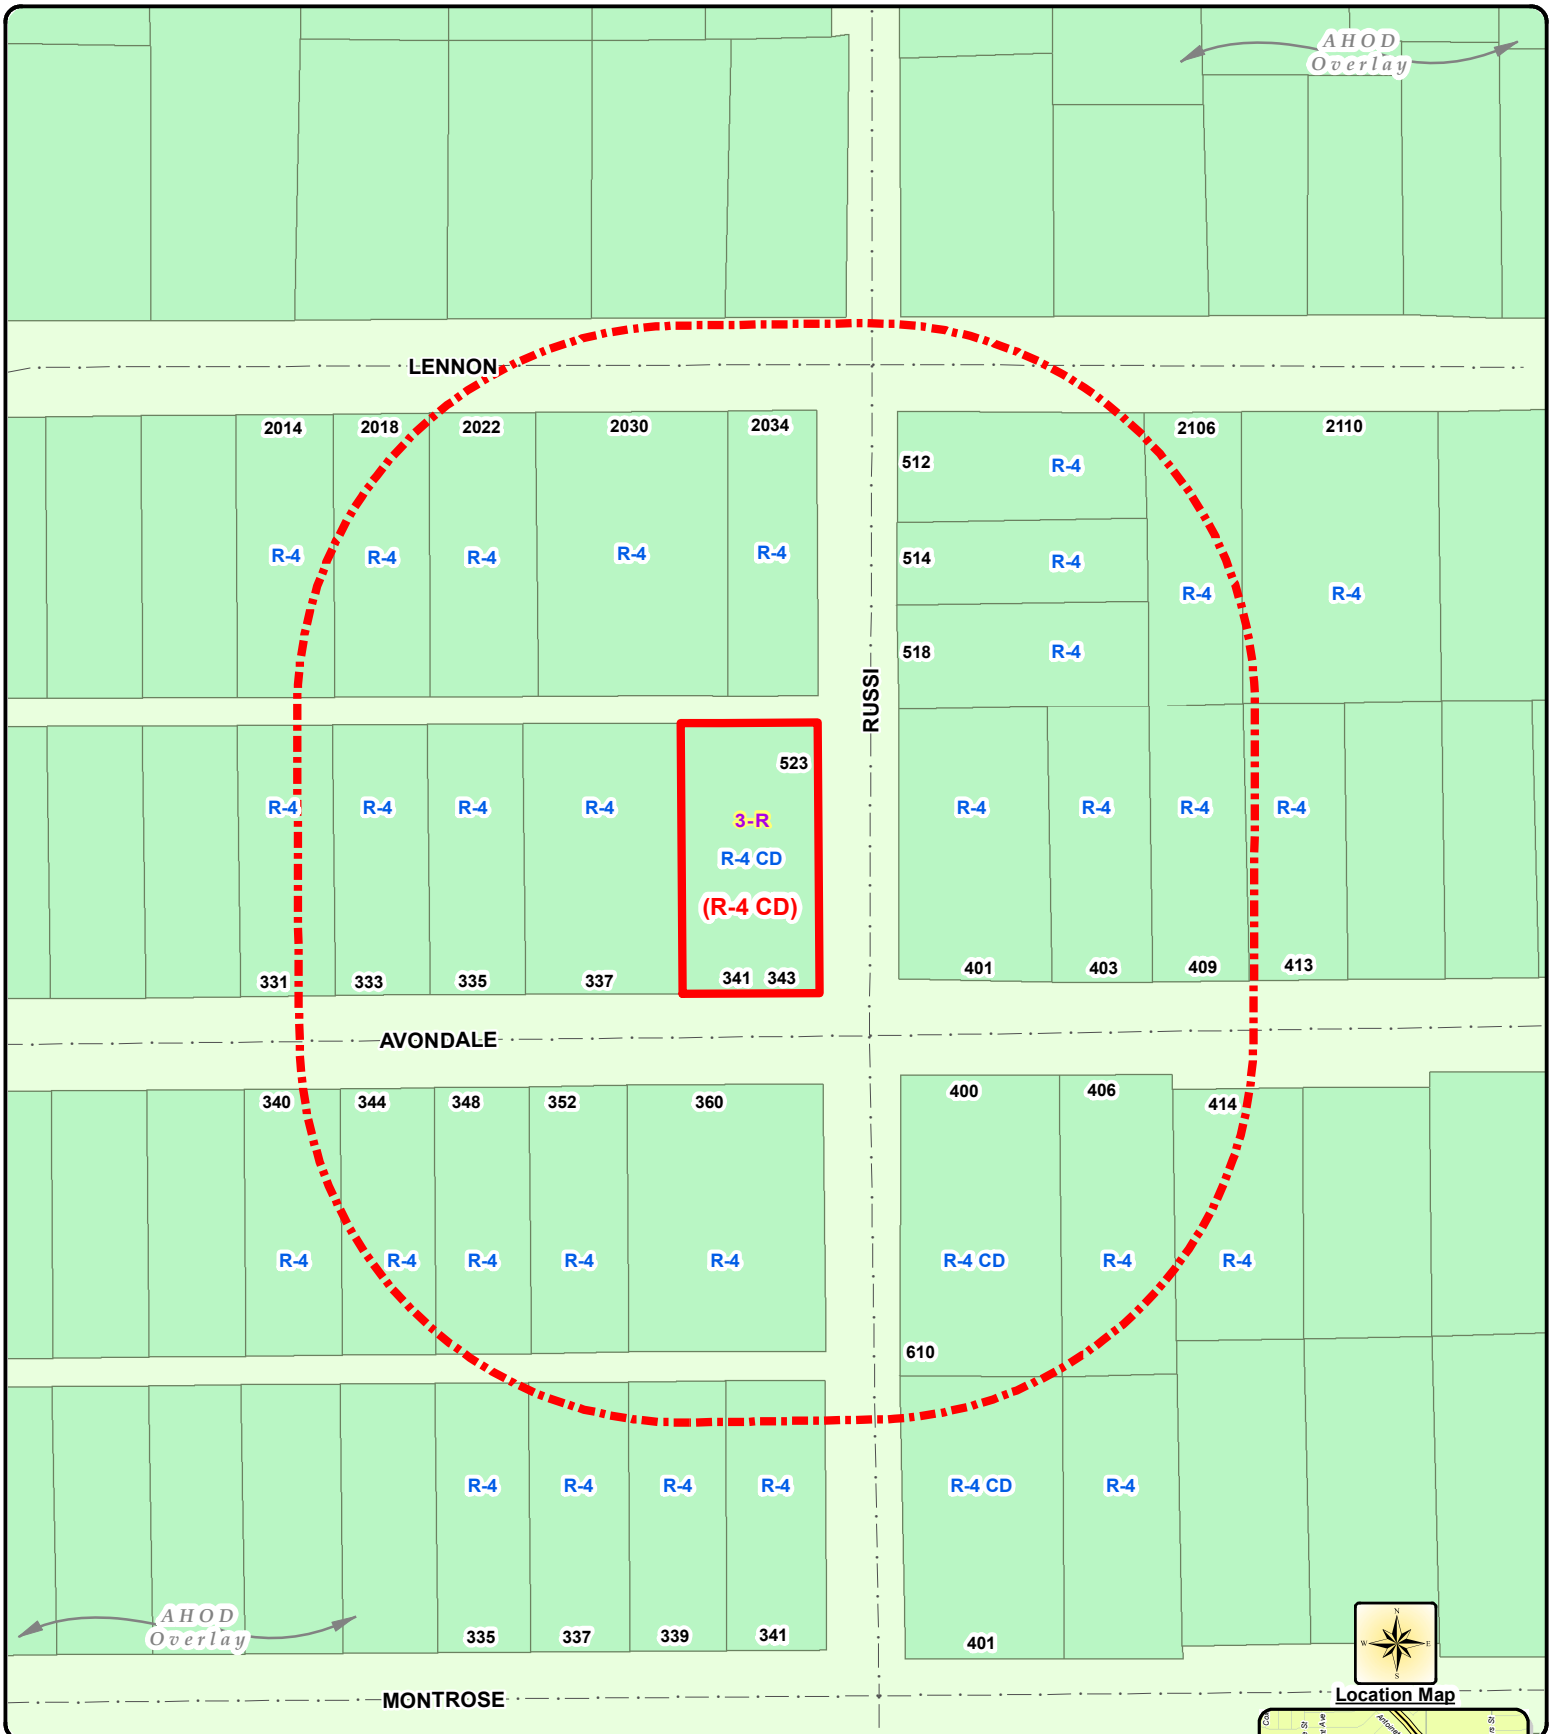 AHOD
Overlay
LENNON
2014
2018
2022
2030
2034
2106
2110
512
R-4
R-4
R-4
R-4
R-4
R-4
514
R-4
R-4
R-4
518
R-4
RUSSI
523
R-4
R-4
R-4
R-4
3-R
R-4 CD
(R-4 CD)
R-4
R-4
R-4
R-4
331
333
335
337
341
343
401
403
409
413
AVONDALE
340
344
348
352
360
400
406
414
R-4
R-4
R-4
R-4
R-4
R-4 CD
R-4
R-4
610
R-4
R-4
R-4
R-4
R-4 CD
R-4
AHOD
Overlay
335
337
339
341
401
N
W
E
S
MONTROSE
Location Map